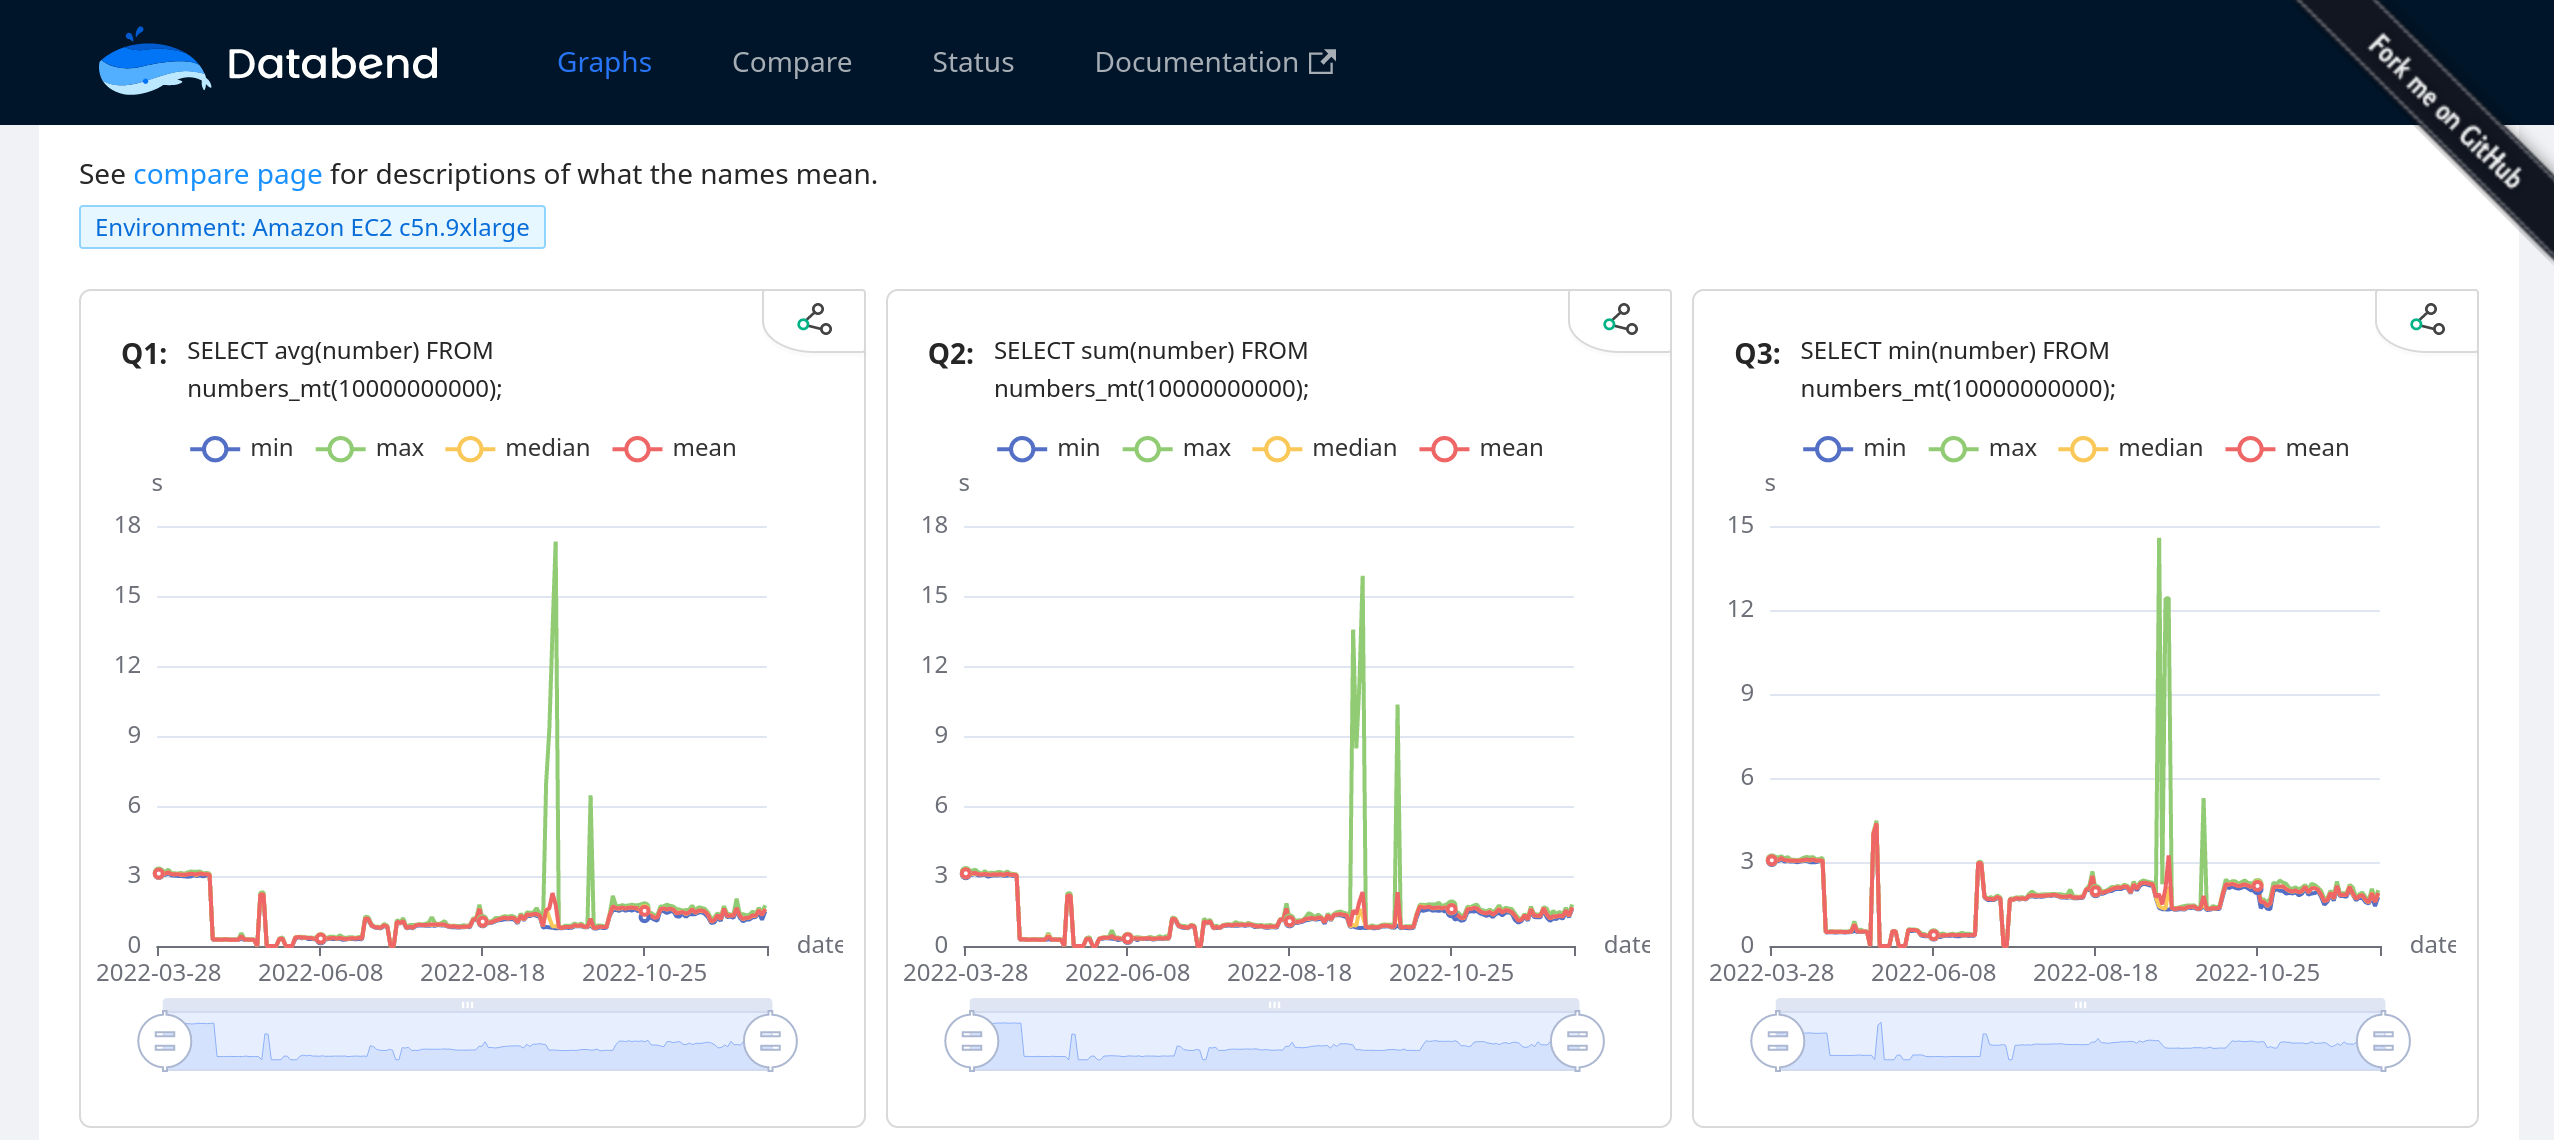 Databend
Graphs
Compare
Status
Documentation
Fork me on GitHub
See compare page for descriptions of what the names mean.
Environment: Amazon EC2 c5n.9xlarge
Q1: SELECT avg(number) FROM
numbers_mt(10000000000);
min max median mean
s
18
15
12
9
6
3
0
date
2022-03-28 2022-06-08 2022-08-18 2022-10-25
Q2: SELECT sum(number) FROM
numbers_mt(10000000000);
min max median mean
s
18
15
12
9
6
3
0
date
2022-03-28 2022-06-08 2022-08-18 2022-10-25
Q3: SELECT min(number) FROM
numbers_mt(10000000000);
min max median mean
s
15
12
9
6
3
0
date
2022-03-28 2022-06-08 2022-08-18 2022-10-25